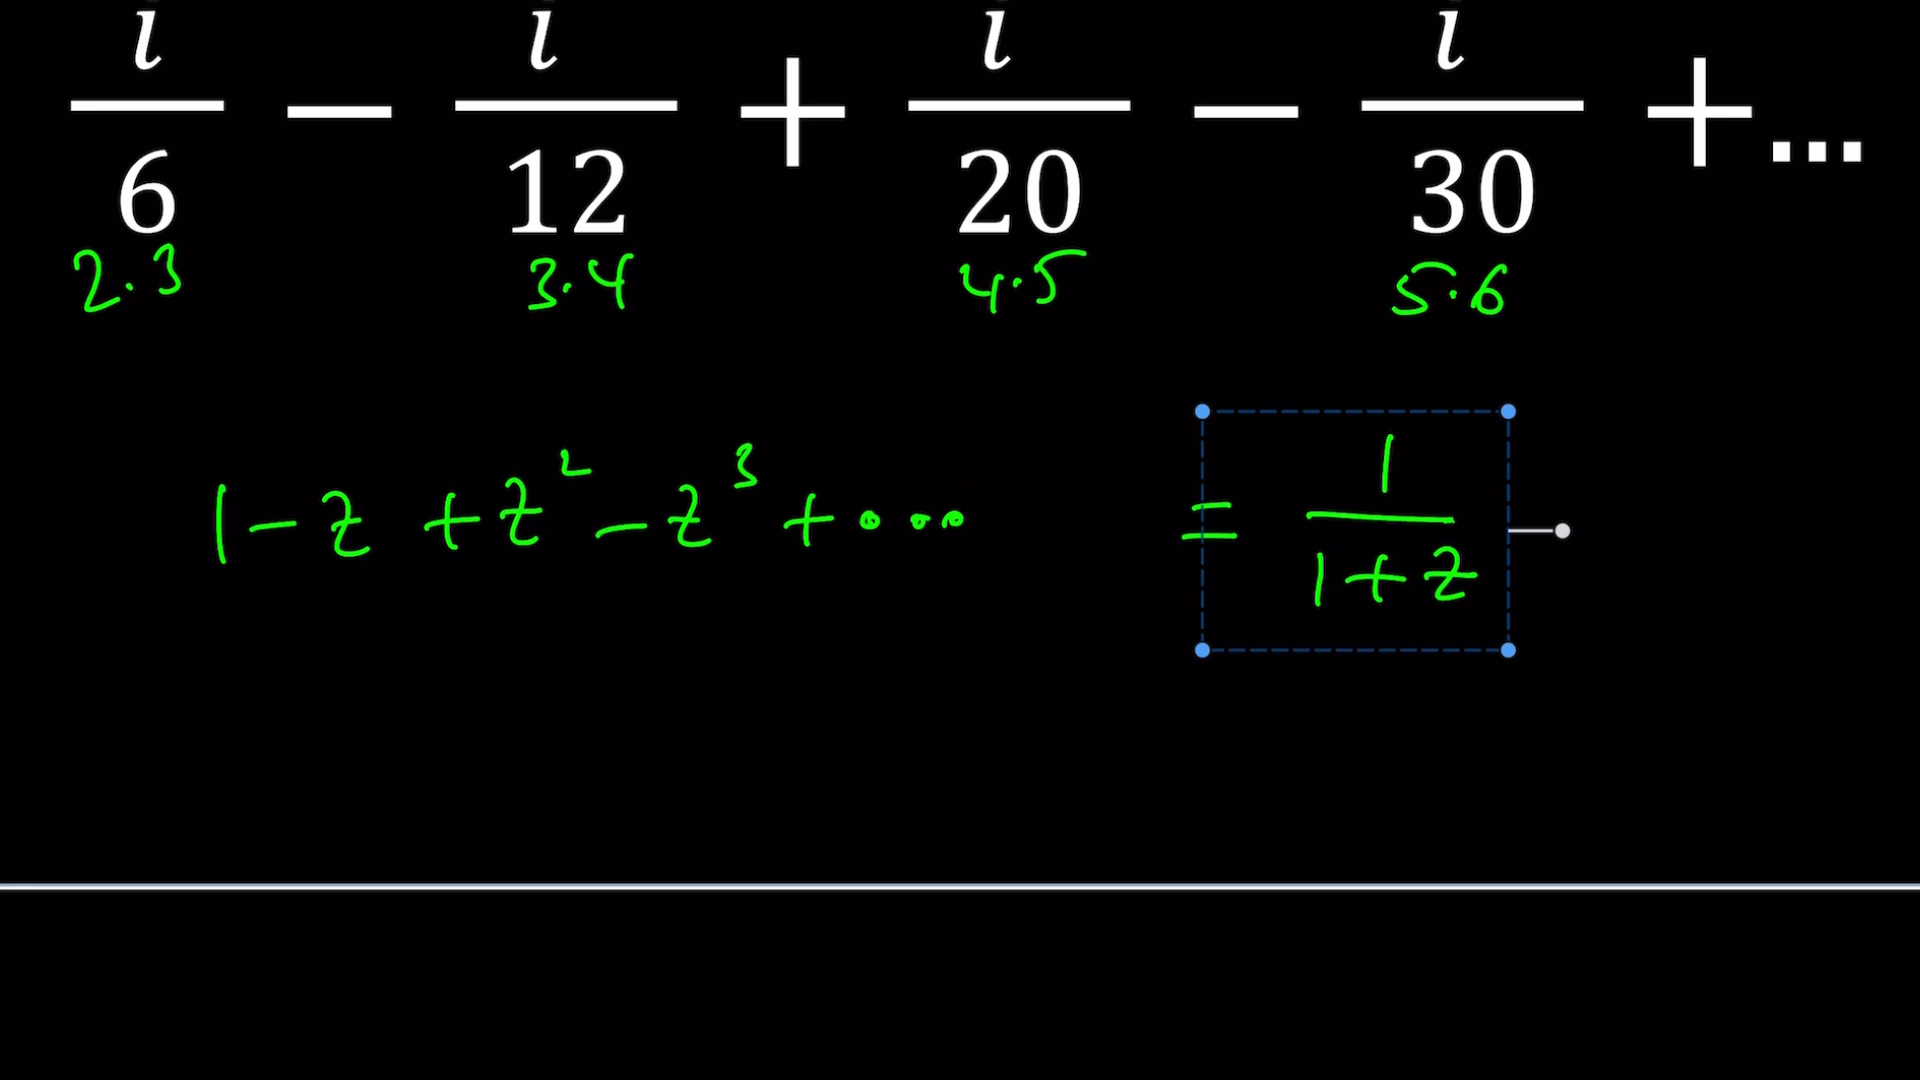 i/6 − i/12 + i/20 − i/30 + ...
2·3 3·4 4·5 5·6
1 − z + z² − z³ + ... = 1/(1+z)